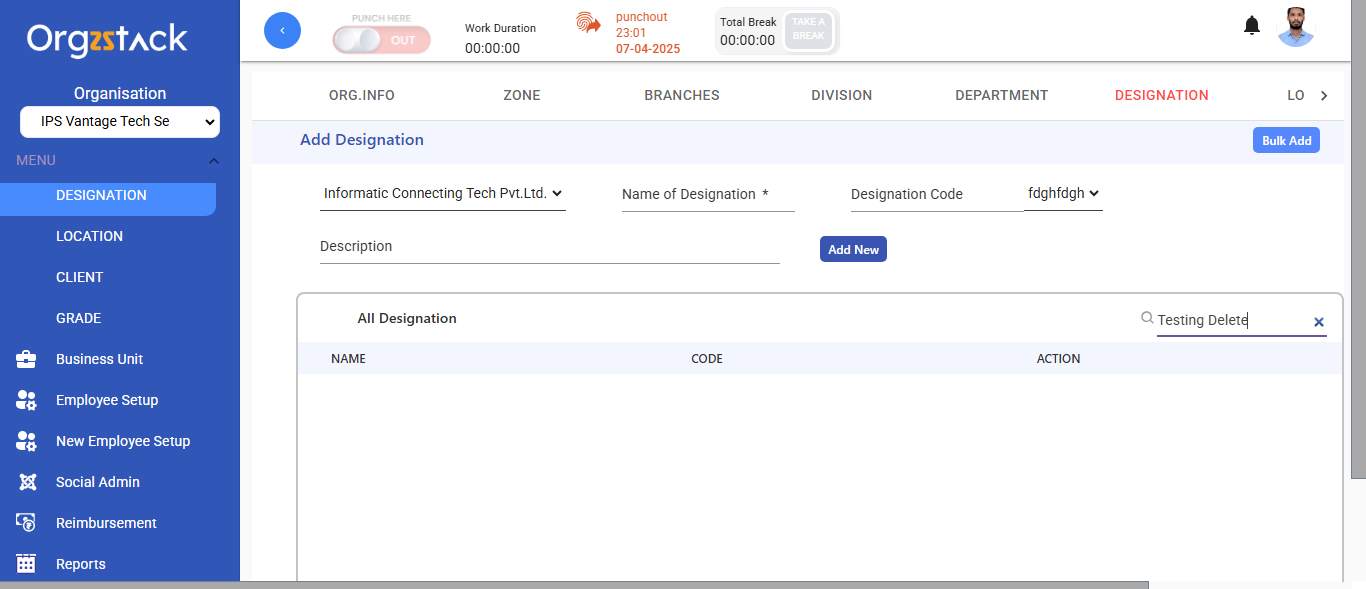 Orgzstack
Organisation
IPS Vantage Tech Se
MENU
DESIGNATION
LOCATION
CLIENT
GRADE
Business Unit
Employee Setup
New Employee Setup
Social Admin
Reimbursement
Reports
PUNCH HERE
OUT
Work Duration
00:00:00
punchout
23:01
07-04-2025
Total Break
00:00:00
TAKE A
BREAK
ORG.INFO ZONE BRANCHES DIVISION DEPARTMENT DESIGNATION LO
Add Designation
Bulk Add
Informatic Connecting Tech Pvt.Ltd. Name of Designation * Designation Code fdghfdgh
Description
Add New
All Designation
Testing Delete
NAME CODE ACTION